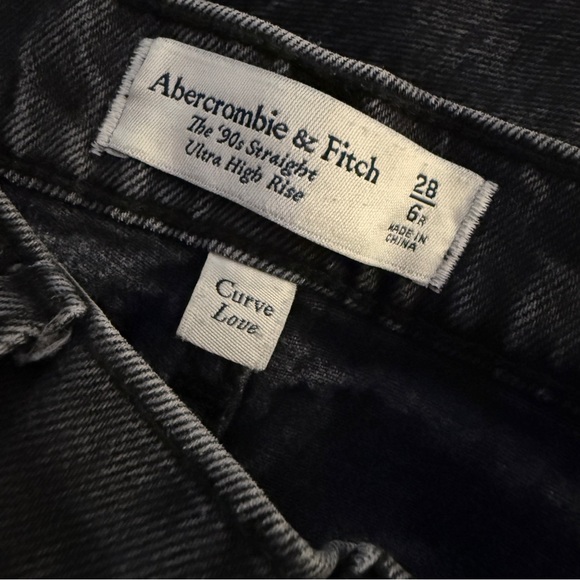 Abercrombie & Fitch
The '90s Straight
Ultra High Rise
28
6R
MADE IN
CHINA
Curve
Love